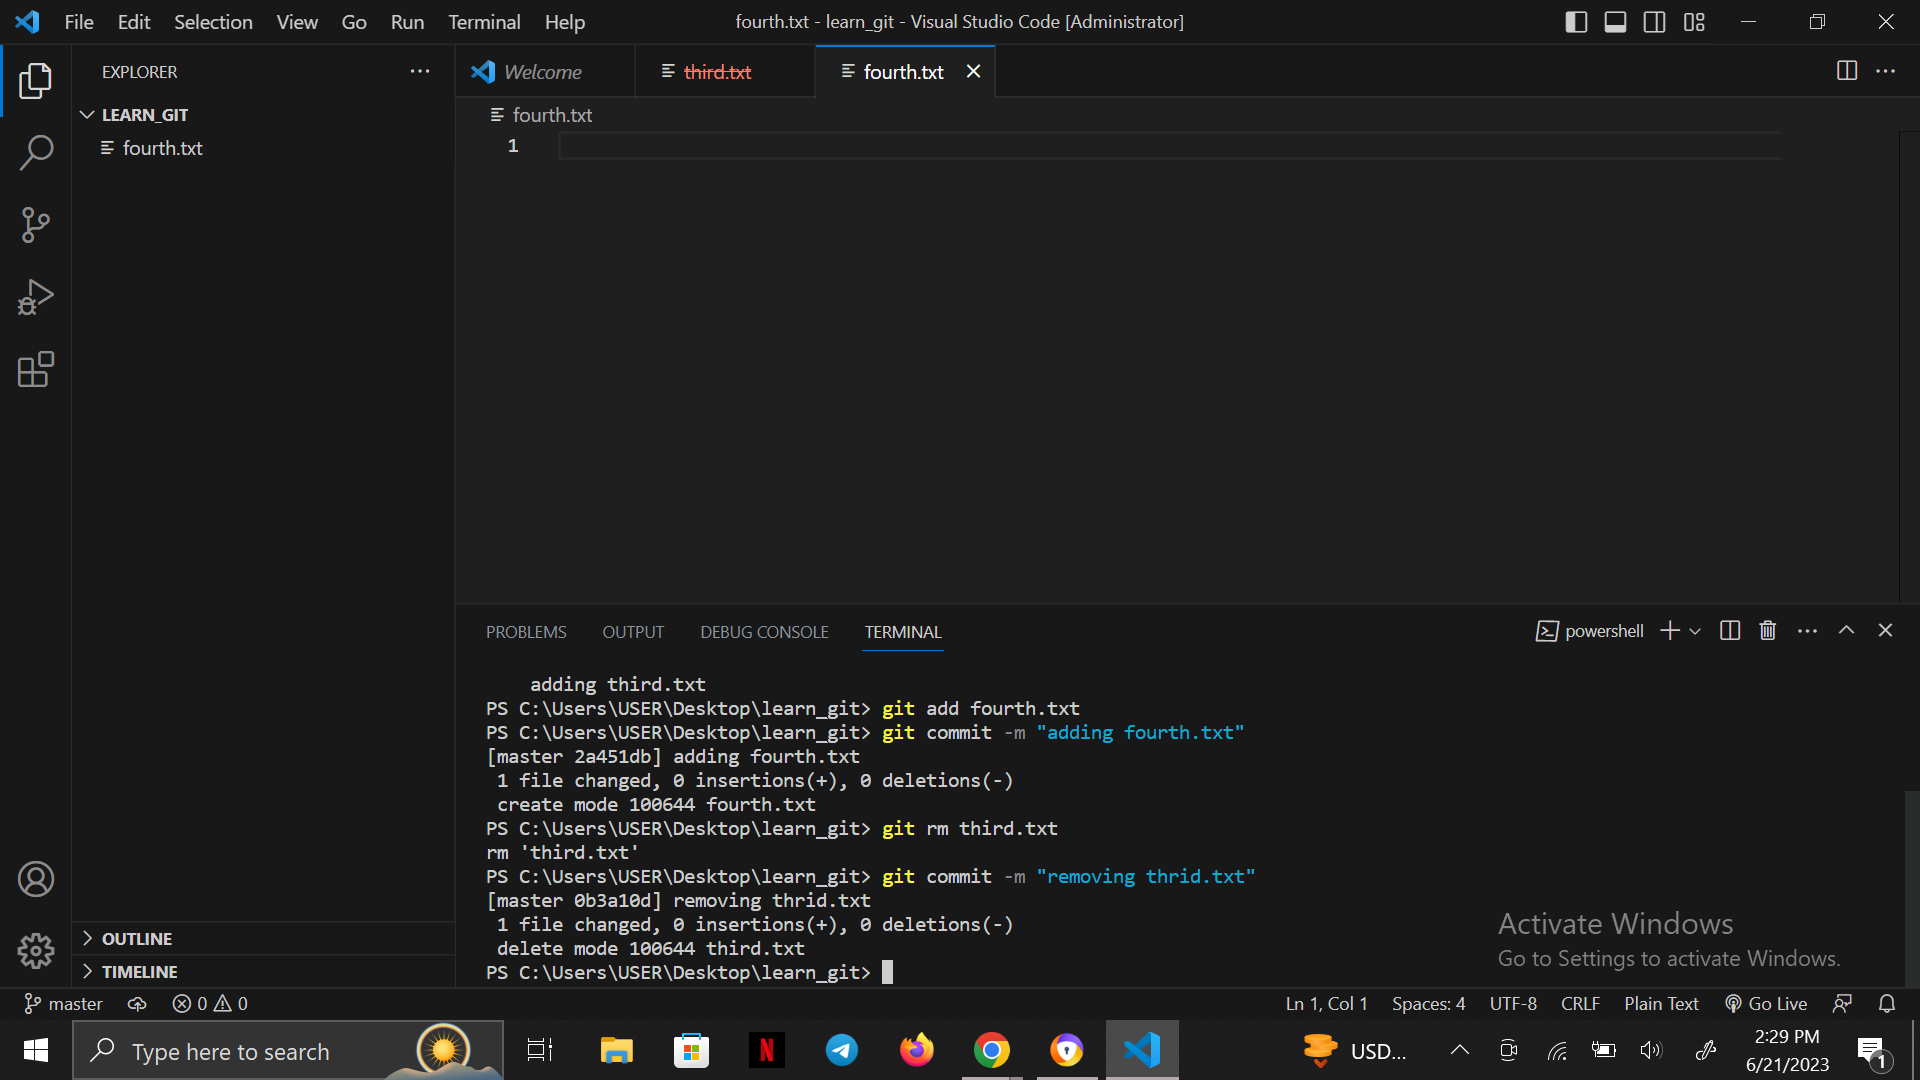 File Edit Selection View Go Run Terminal Help
fourth.txt - learn_git - Visual Studio Code [Administrator]
EXPLORER
LEARN_GIT
fourth.txt
Welcome
third.txt
fourth.txt
fourth.txt
1
PROBLEMS OUTPUT DEBUG CONSOLE TERMINAL
powershell
adding third.txt
PS C:\Users\USER\Desktop\learn_git> git add fourth.txt
PS C:\Users\USER\Desktop\learn_git> git commit -m "adding fourth.txt"
[master 2a451db] adding fourth.txt
1 file changed, 0 insertions(+), 0 deletions(-)
create mode 100644 fourth.txt
PS C:\Users\USER\Desktop\learn_git> git rm third.txt
rm 'third.txt'
PS C:\Users\USER\Desktop\learn_git> git commit -m "removing thrid.txt"
[master 0b3a10d] removing thrid.txt
1 file changed, 0 insertions(+), 0 deletions(-)
delete mode 100644 third.txt
PS C:\Users\USER\Desktop\learn_git>
Activate Windows
Go to Settings to activate Windows.
OUTLINE
TIMELINE
master 0 0 Ln 1, Col 1 Spaces: 4 UTF-8 CRLF Plain Text Go Live
Type here to search
N
USD...
2:29 PM
6/21/2023
1